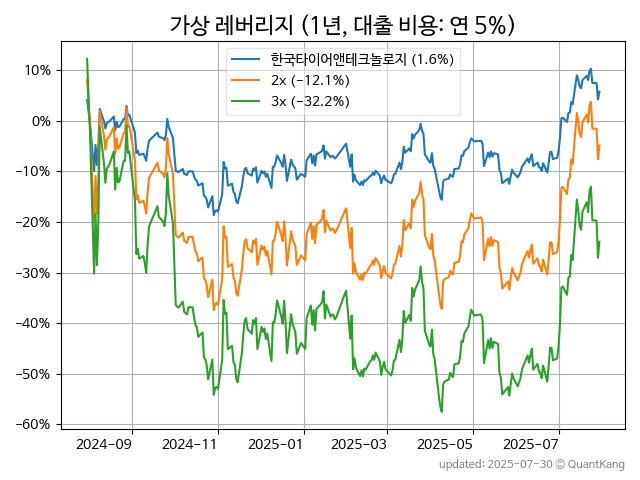 가상 레버리지 (1년, 대출 비용: 연 5%)
한국타이어앤테크놀로지 (1.6%)
2x (−12.1%)
3x (−32.2%)
10%
0%
−10%
−20%
−30%
−40%
−50%
−60%
2024-09 2024-11 2025-01 2025-03 2025-05 2025-07
updated: 2025-07-30 © QuantKang